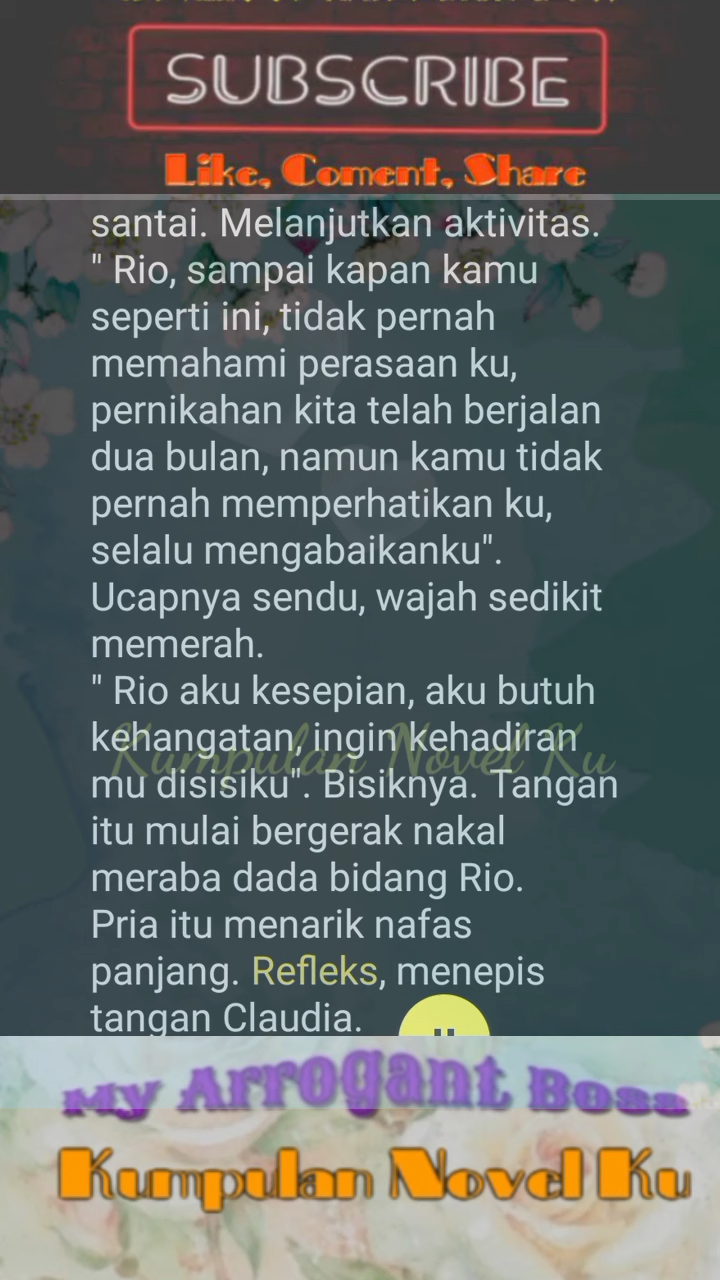 SUBSCRIBE
Like, Coment, Share
santai. Melanjutkan aktivitas.
" Rio, sampai kapan kamu
seperti ini, tidak pernah
memahami perasaan ku,
pernikahan kita telah berjalan
dua bulan, namun kamu tidak
pernah memperhatikan ku,
selalu mengabaikanku".
Ucapnya sendu, wajah sedikit
memerah.
" Rio aku kesepian, aku butuh
kehangatan, ingin kehadiran
Kumpulan Novel Ku
mu disisiku". Bisiknya. Tangan
itu mulai bergerak nakal
meraba dada bidang Rio.
Pria itu menarik nafas
panjang. Refleks, menepis
tangan Claudia.
My Arrogant Boss
Kumpulan Novel Ku